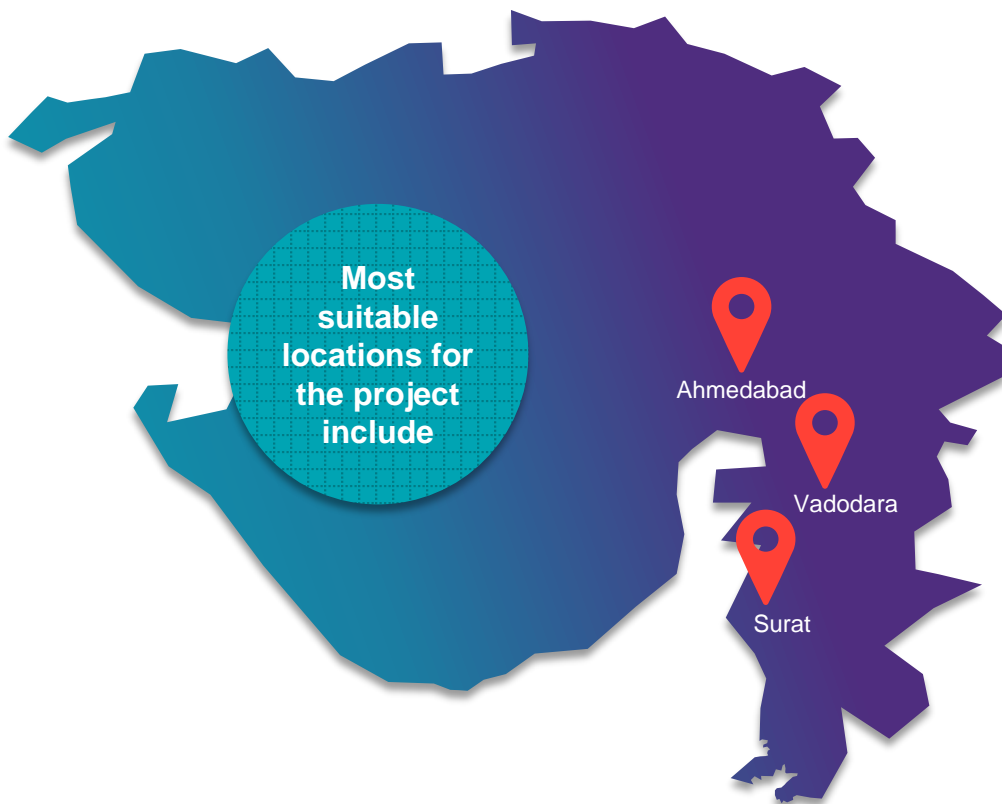 Most
suitable
locations for
the project
include
Ahmedabad
Vadodara
Surat